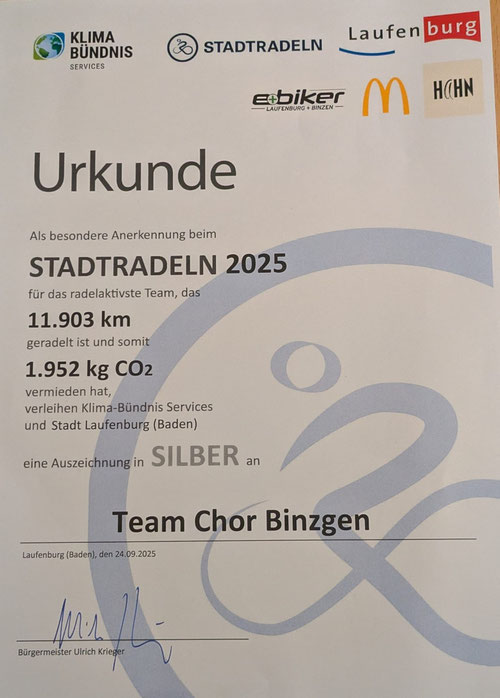 KLIMA
BÜNDNIS
SERVICES
STADTRADELN
Laufenburg
e+biker
LAUFENBURG + BINZEN
HAHN
Urkunde
Als besondere Anerkennung beim
STADTRADELN 2025
für das radelaktivste Team, das
11.903 km
geradelt ist und somit
1.952 kg CO2
vermieden hat,
verleihen Klima-Bündnis Services
und Stadt Laufenburg (Baden)
eine Auszeichnung in SILBER an
Team Chor Binzgen
Laufenburg (Baden), den 24.09.2025
Bürgermeister Ulrich Krieger